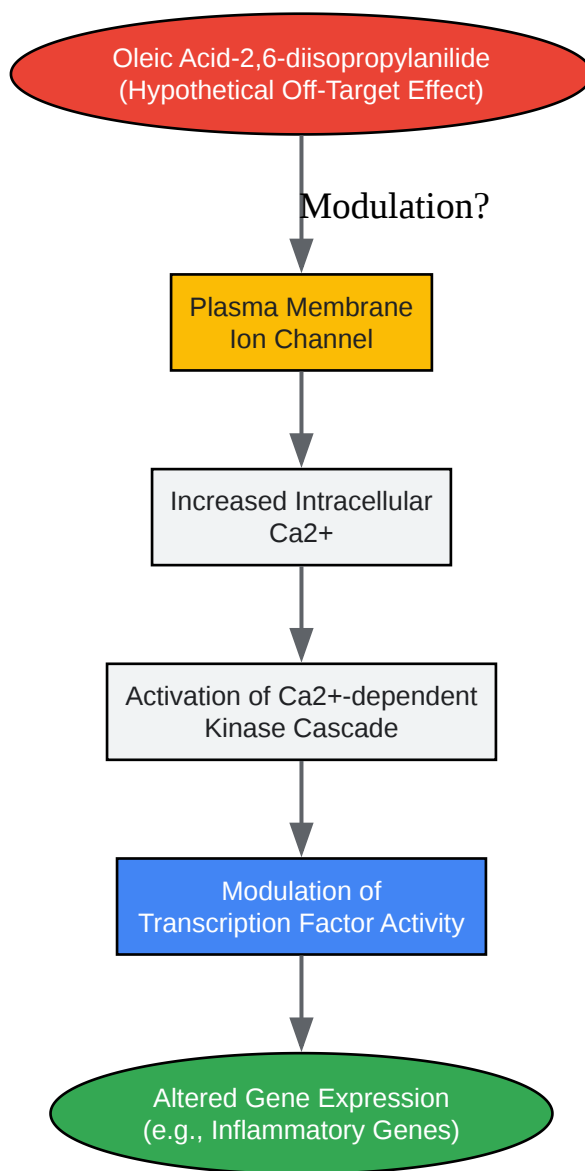 Oleic Acid-2,6-diisopropylanilide
(Hypothetical Off-Target Effect)
Modulation?
Plasma Membrane
Ion Channel
Increased Intracellular
Ca2+
Activation of Ca2+-dependent
Kinase Cascade
Modulation of
Transcription Factor Activity
Altered Gene Expression
(e.g., Inflammatory Genes)